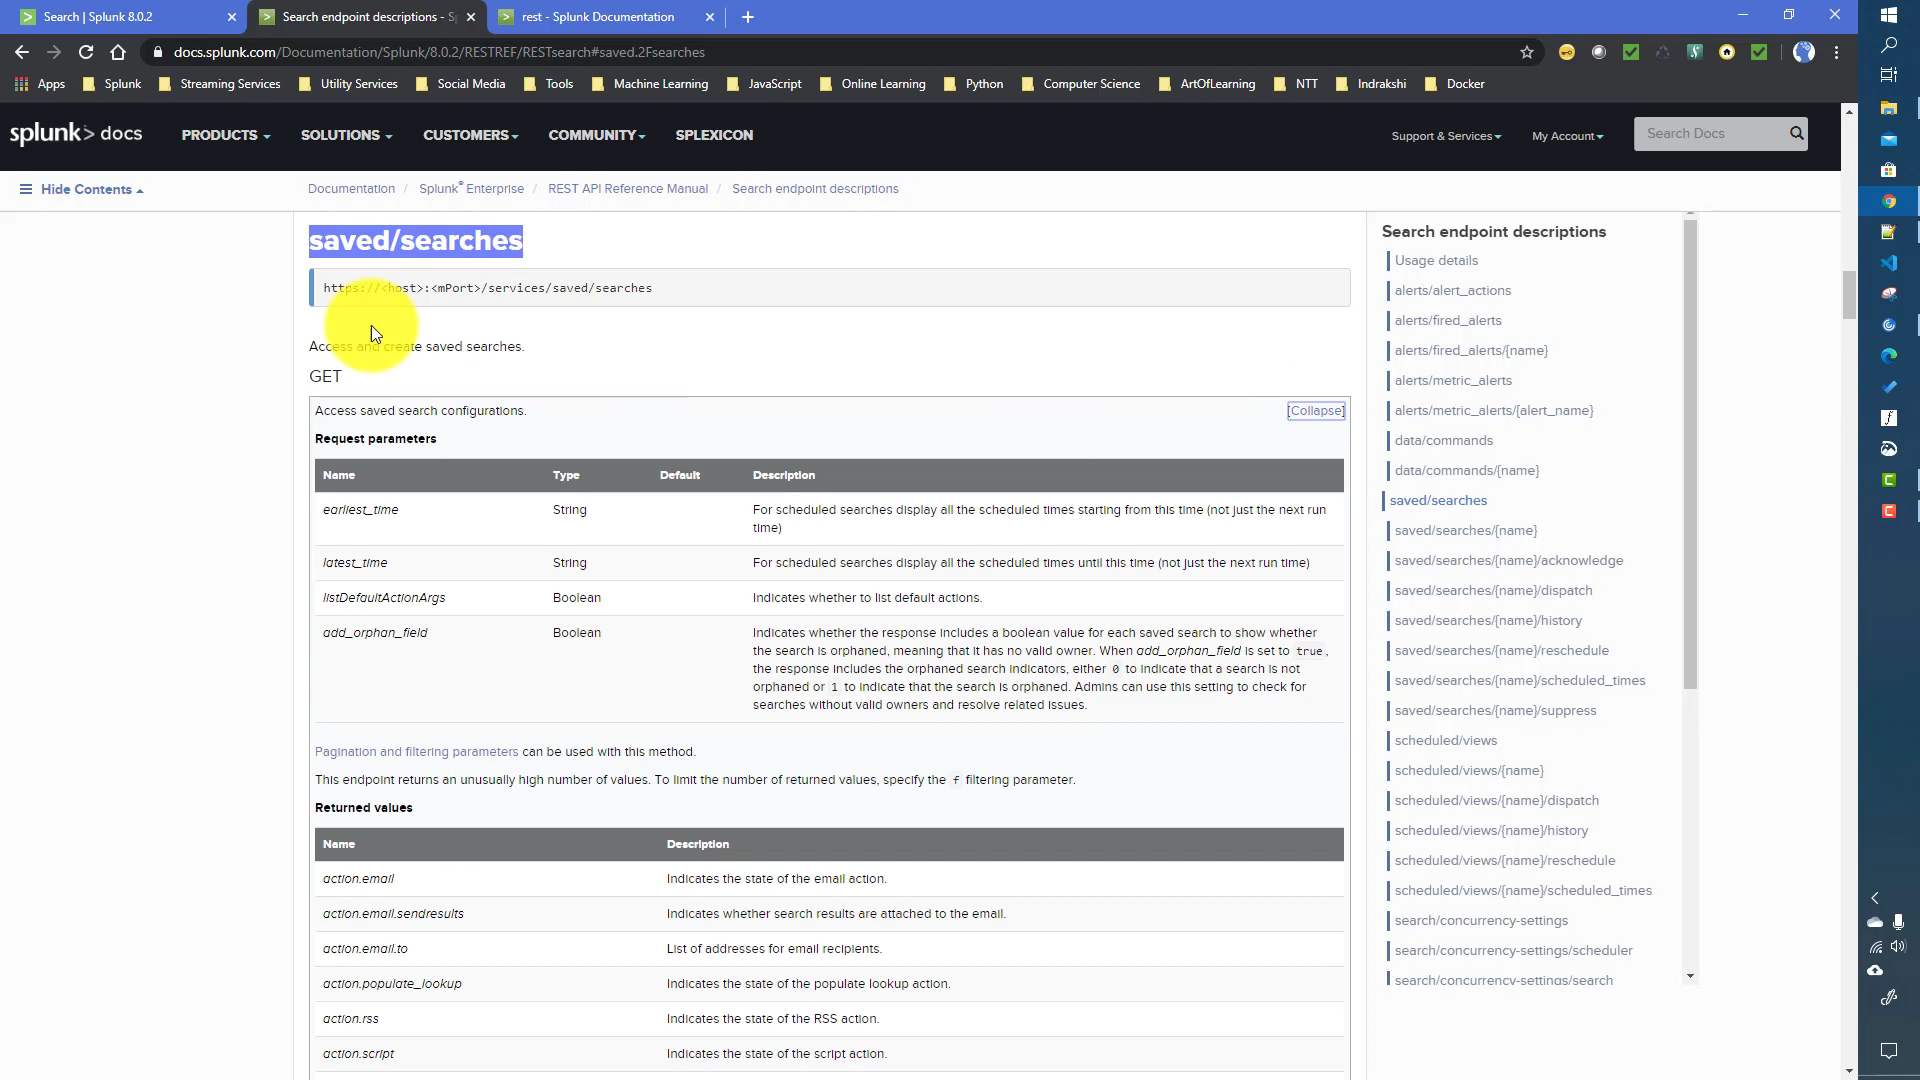 Search | Splunk 8.0.2
Search endpoint descriptions - Sp
rest - Splunk Documentation
docs.splunk.com/Documentation/Splunk/8.0.2/RESTREF/RESTsearch#saved.2Fsearches
Apps Splunk Streaming Services Utility Services Social Media Tools Machine Learning JavaScript Online Learning Python Computer Science ArtOfLearning NTT Indrakshi Docker
splunk> docs PRODUCTS SOLUTIONS CUSTOMERS COMMUNITY SPLEXICON Support & Services My Account Search Docs
Hide Contents
Documentation / Splunk® Enterprise / REST API Reference Manual / Search endpoint descriptions
saved/searches
https://<host>:<mPort>/services/saved/searches
Access and create saved searches.
GET
Access saved search configurations. [Collapse]
Request parameters
Name Type Default Description
earliest_time String For scheduled searches display all the scheduled times starting from this time (not just the next run
time)
latest_time String For scheduled searches display all the scheduled times until this time (not just the next run time)
listDefaultActionArgs Boolean Indicates whether to list default actions.
add_orphan_field Boolean Indicates whether the response includes a boolean value for each saved search to show whether
the search is orphaned, meaning that it has no valid owner. When add_orphan_field is set to true,
the response includes the orphaned search indicators, either 0 to indicate that a search is not
orphaned or 1 to indicate that the search is orphaned. Admins can use this setting to check for
searches without valid owners and resolve related issues.
Pagination and filtering parameters can be used with this method.
This endpoint returns an unusually high number of values. To limit the number of returned values, specify the f filtering parameter.
Returned values
Name Description
action.email Indicates the state of the email action.
action.email.sendresults Indicates whether search results are attached to the email.
action.email.to List of addresses for email recipients.
action.populate_lookup Indicates the state of the populate lookup action.
action.rss Indicates the state of the RSS action.
action.script Indicates the state of the script action.
Search endpoint descriptions
Usage details
alerts/alert_actions
alerts/fired_alerts
alerts/fired_alerts/{name}
alerts/metric_alerts
alerts/metric_alerts/{alert_name}
data/commands
data/commands/{name}
saved/searches
saved/searches/{name}
saved/searches/{name}/acknowledge
saved/searches/{name}/dispatch
saved/searches/{name}/history
saved/searches/{name}/reschedule
saved/searches/{name}/scheduled_times
saved/searches/{name}/suppress
scheduled/views
scheduled/views/{name}
scheduled/views/{name}/dispatch
scheduled/views/{name}/history
scheduled/views/{name}/reschedule
scheduled/views/{name}/scheduled_times
search/concurrency-settings
search/concurrency-settings/scheduler
search/concurrency-settings/search